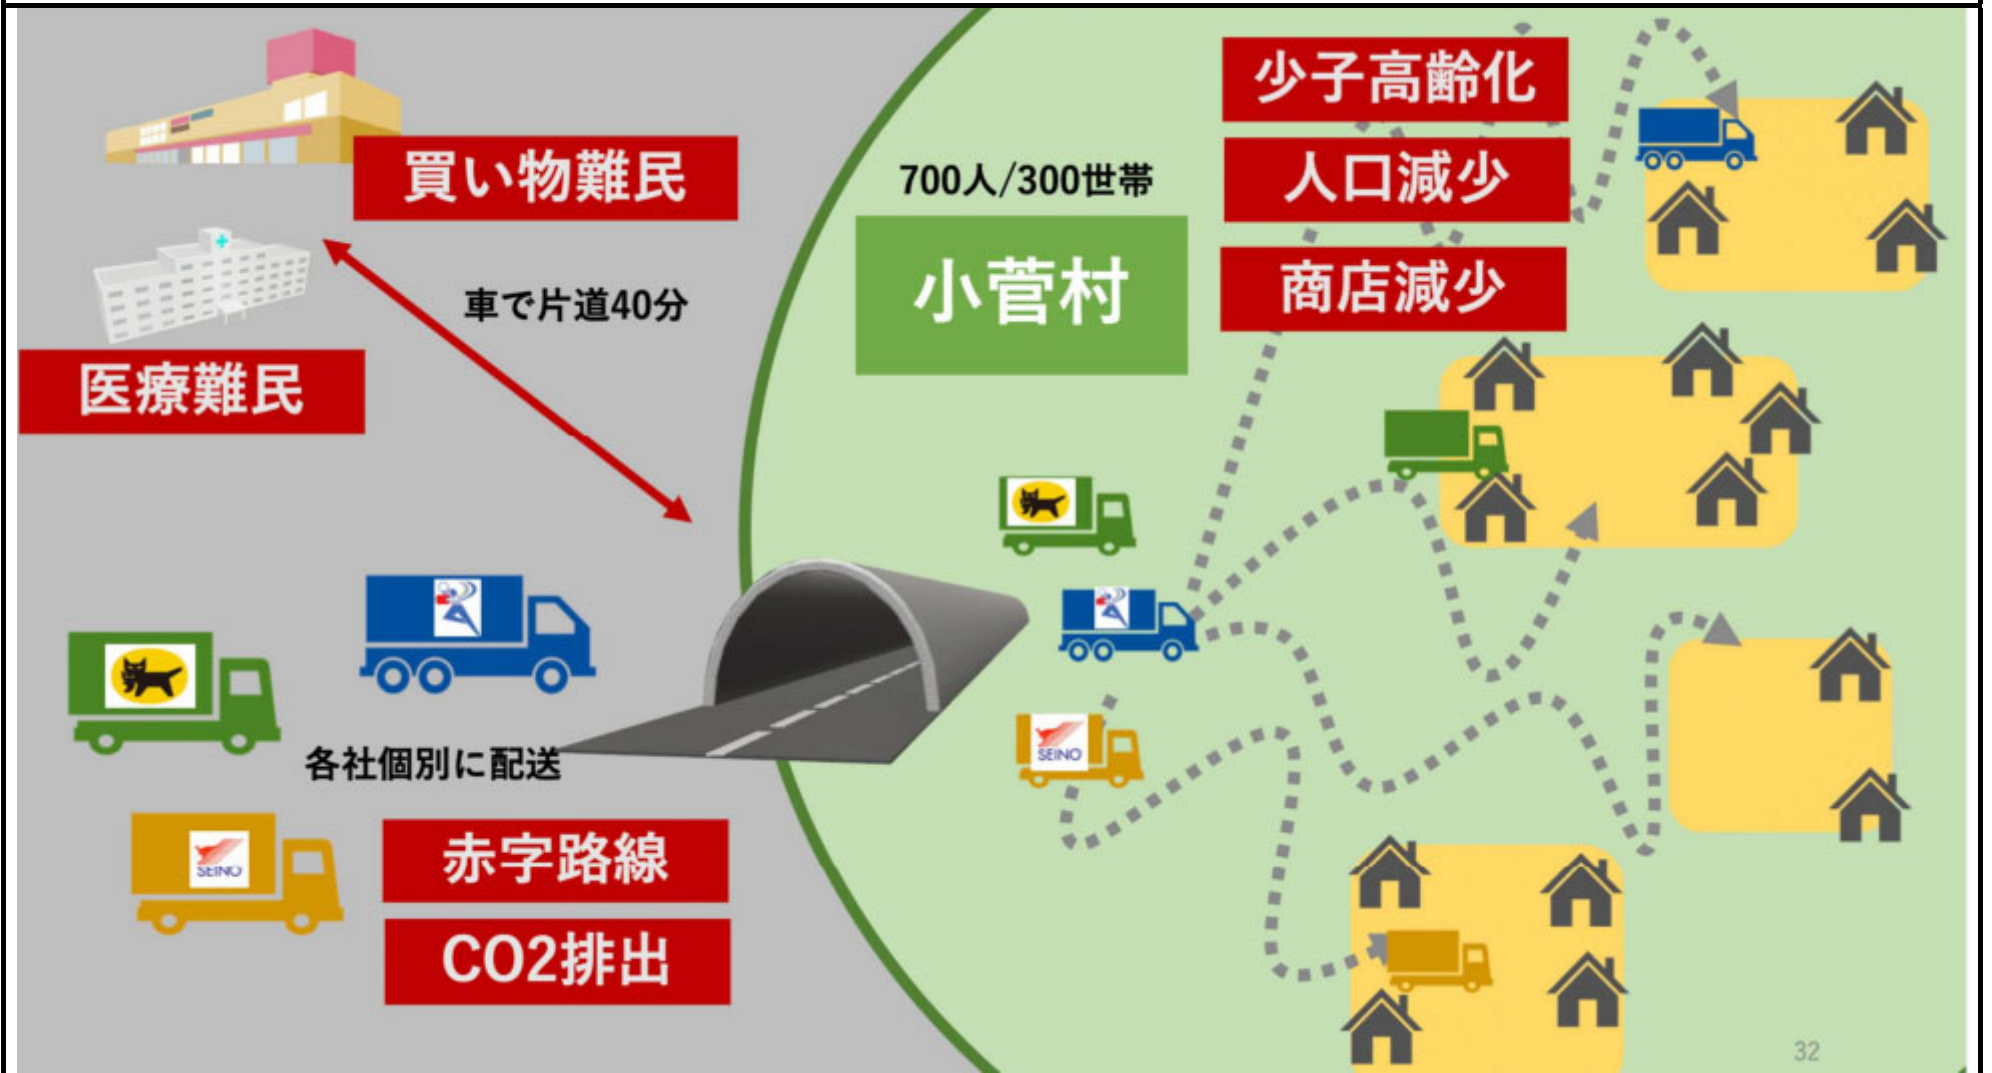 買い物難民
医療難民
車で片道40分
700人/300世帯
小菅村
少子高齢化
人口減少
商店減少
各社個別に配送
SEINO
赤字路線
CO2排出
SEINO
32